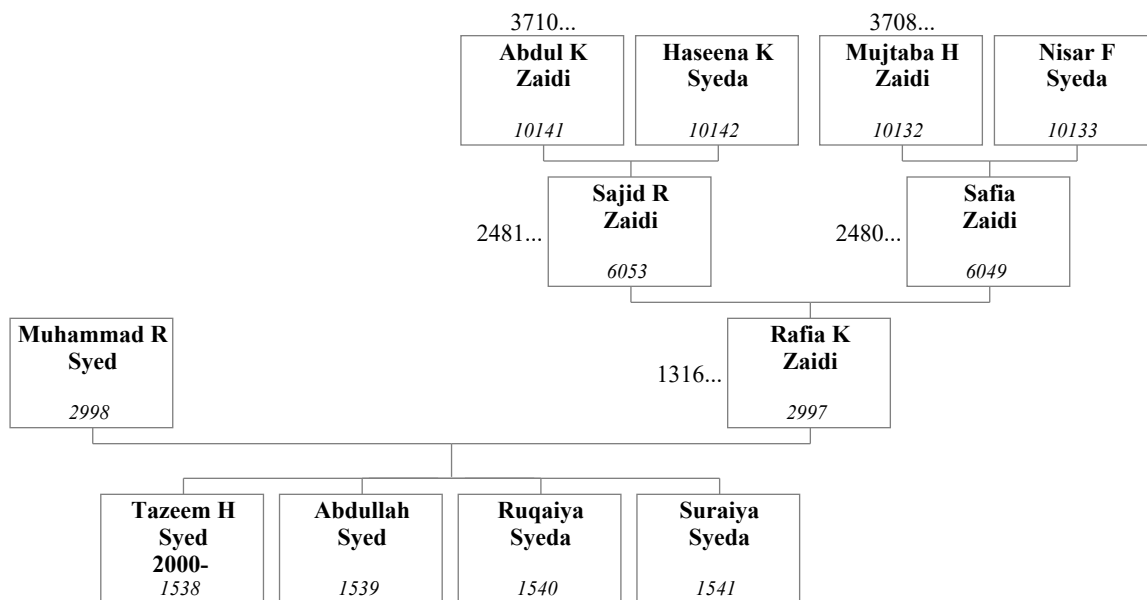 3710...
3708...
Abdul K
Zaidi
10141
Haseena K
Syeda
10142
Mujtaba H
Zaidi
10132
Nisar F
Syeda
10133
2481...
Sajid R
Zaidi
6053
2480...
Safia
Zaidi
6049
Muhammad R
Syed
2998
1316...
Rafia K
Zaidi
2997
Tazeem H
Syed
2000-
1538
Abdullah
Syed
1539
Ruqaiya
Syeda
1540
Suraiya
Syeda
1541